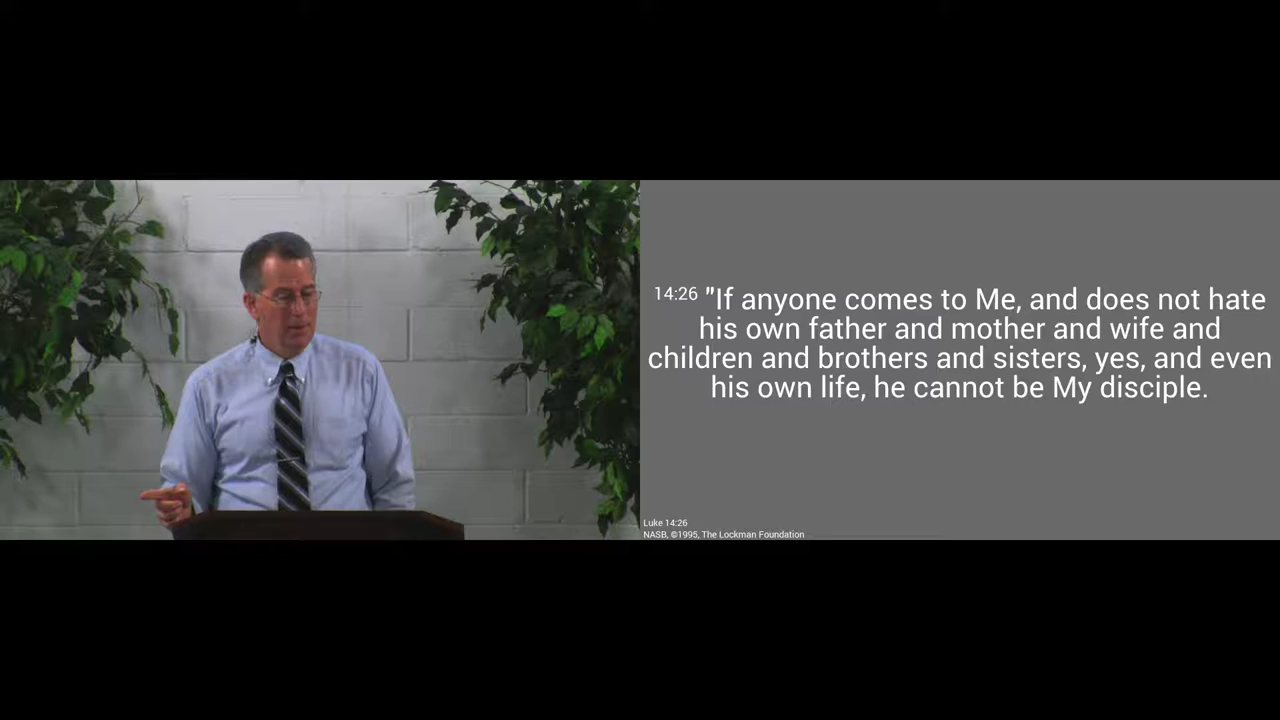 14:26 "If anyone comes to Me, and does not hate
his own father and mother and wife and
children and brothers and sisters, yes, and even
his own life, he cannot be My disciple.
Luke 14:26
NASB, ©1995, The Lockman Foundation